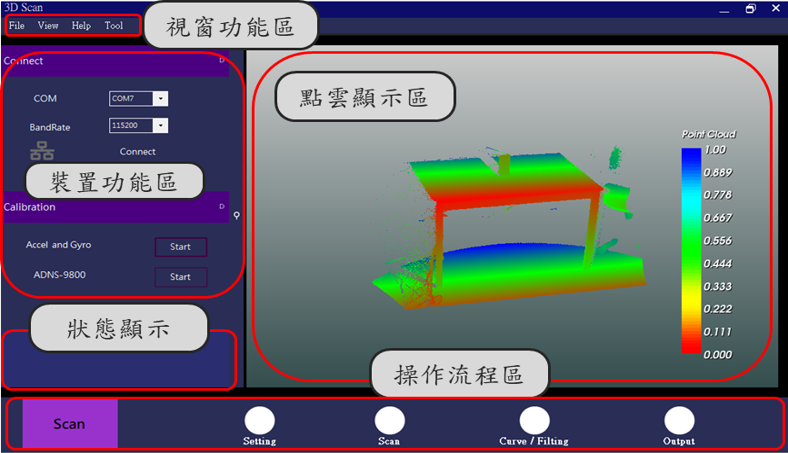 3D Scan
File View Help Tool
視窗功能區
Connect
COM COM7
BandRate 115200
Connect
裝置功能區
Calibration
Accel and Gyro Start
ADNS-9800 Start
狀態顯示
點雲顯示區
Point Cloud
1.00
0.889
0.778
0.667
0.556
0.444
0.333
0.222
0.111
0.000
操作流程區
Scan
Setting Scan Curve / Filting Output